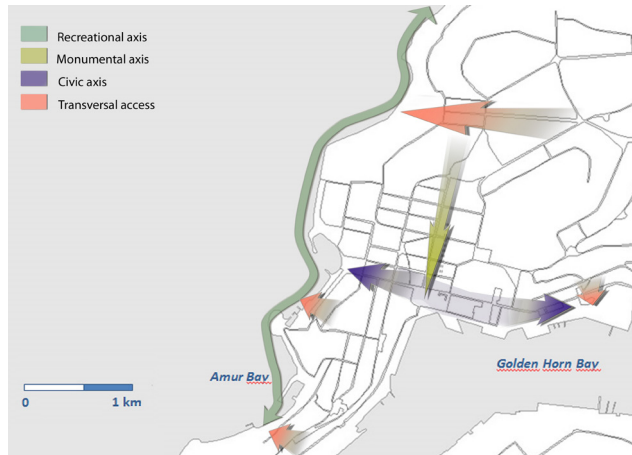 Recreational axis
Monumental axis
Civic axis
Transversal access
Amur Bay
Golden Horn Bay
0 1 km